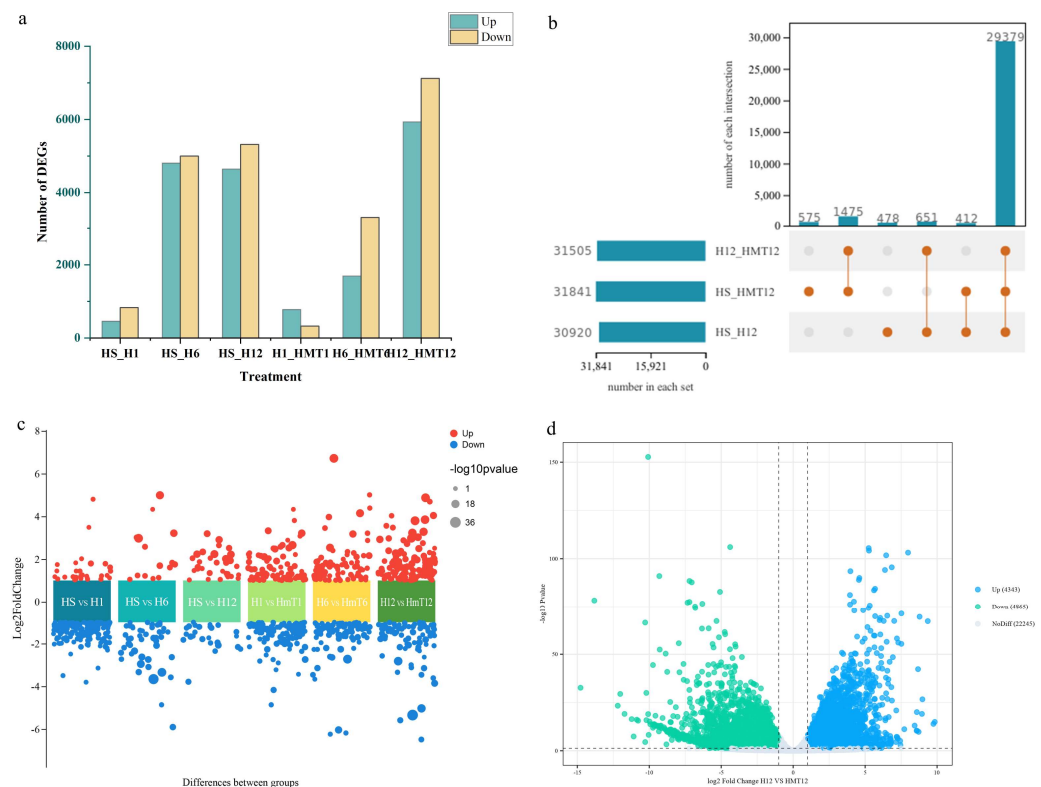 a
Up
Down
8000
6000
4000
2000
0
Number of DEGs
HS_H1
HS_H6
HS_H12
H1_HMT1
H6_HMT6
H12_HMT12
Treatment
b
30,000
25,000
20,000
15,000
10,000
5,000
0
number of each intersection
575
1475
478
651
412
29379
31505
H12_HMT12
31841
HS_HMT12
30920
HS_H12
31,841
15,921
0
number in each set
c
8
6
4
2
0
-2
-4
-6
Log2FoldChange
HS vs H1
HS vs H6
HS vs H12
H1 vs HmT1
H6 vs HmT6
H12 vs HmT12
Up
Down
-log10pvalue
1
18
36
Differences between groups
d
150
100
50
0
-log10 Pvalue
-15
-10
-5
0
5
10
log2 Fold Change H12 VS HMT12
Up (4343)
Down (4865)
NoDiff (22245)